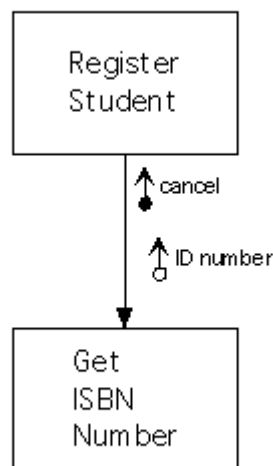 Register
Student
cancel
ID number
Get
ISBN
Number